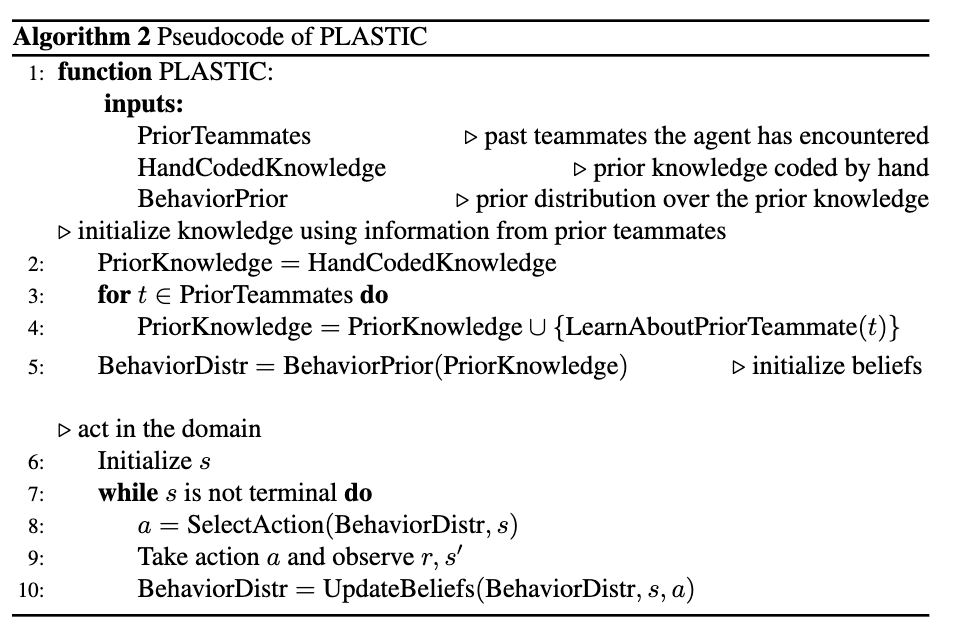 Algorithm 2 Pseudocode of PLASTIC
1: function PLASTIC:
inputs:
PriorTeammates ▷ past teammates the agent has encountered
HandCodedKnowledge ▷ prior knowledge coded by hand
BehaviorPrior ▷ prior distribution over the prior knowledge
▷ initialize knowledge using information from prior teammates
2: PriorKnowledge = HandCodedKnowledge
3: for t ∈ PriorTeammates do
4: PriorKnowledge = PriorKnowledge ∪ {LearnAboutPriorTeammate(t)}
5: BehaviorDistr = BehaviorPrior(PriorKnowledge) ▷ initialize beliefs
▷ act in the domain
6: Initialize s
7: while s is not terminal do
8: a = SelectAction(BehaviorDistr, s)
9: Take action a and observe r, s′
10: BehaviorDistr = UpdateBeliefs(BehaviorDistr, s, a)